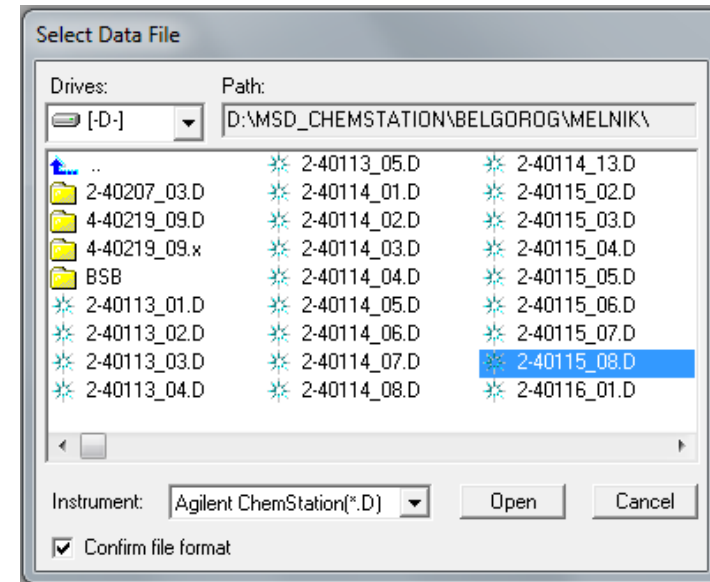 Select Data File
Drives: Path:
[-D-] D:\MSD_CHEMSTATION\BELGOROG\MELNIK\
.. 2-40113_05.D 2-40114_13.D
2-40207_03.D 2-40114_01.D 2-40115_02.D
4-40219_09.D 2-40114_02.D 2-40115_03.D
4-40219_09.x 2-40114_03.D 2-40115_04.D
BSB 2-40114_04.D 2-40115_05.D
2-40113_01.D 2-40114_05.D 2-40115_06.D
2-40113_02.D 2-40114_06.D 2-40115_07.D
2-40113_03.D 2-40114_07.D 2-40115_08.D
2-40113_04.D 2-40114_08.D 2-40116_01.D
Instrument: Agilent ChemStation(*.D) Open Cancel
Confirm file format